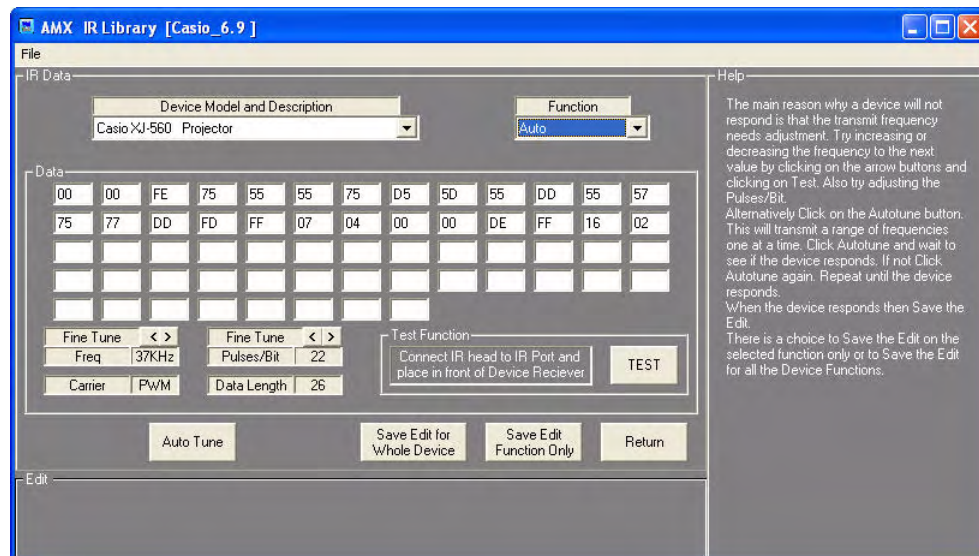 AMX IR Library [Casio_6.9 ]
File
IR Data
Device Model and Description
Function
Casio XJ-560 Projector
Auto
Data
00 00 FE 75 55 55 75 D5 5D 55 DD 55 57
75 77 DD FD FF 07 04 00 00 DE FF 16 02
Fine Tune < >
Freq 37KHz
Carrier PWM
Fine Tune < >
Pulses/Bit 22
Data Length 26
Test Function
Connect IR head to IR Port and
place in front of Device Reciever
TEST
Auto Tune
Save Edit for
Whole Device
Save Edit
Function Only
Return
Edit
Help
The main reason why a device will not
respond is that the transmit frequency
needs adjustment. Try increasing or
decreasing the frequency to the next
value by clicking on the arrow buttons and
clicking on Test. Also try adjusting the
Pulses/Bit.
Alternatively Click on the Autotune button.
This will transmit a range of frequencies
one at a time. Click Autotune and wait to
see if the device responds. If not Click
Autotune again. Repeat until the device
responds.
When the device responds then Save the
Edit.
There is a choice to Save the Edit on the
selected function only or to Save the Edit
for all the Device Functions.